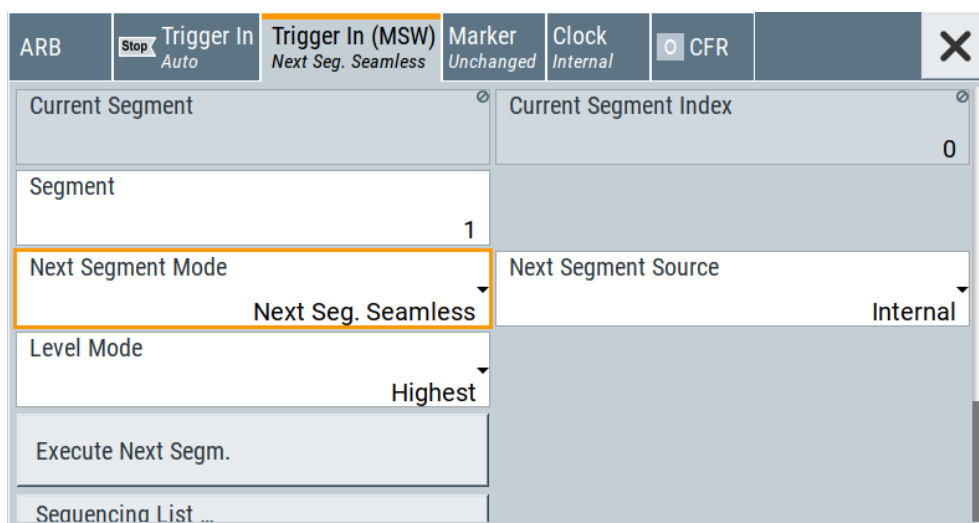 ARB
Stop
Trigger In
Auto
Trigger In (MSW)
Next Seg. Seamless
Marker
Unchanged
Clock
Internal
O CFR
Current Segment
Current Segment Index
0
Segment
1
Next Segment Mode
Next Seg. Seamless
Next Segment Source
Internal
Level Mode
Highest
Execute Next Segm.
Sequencing List ...